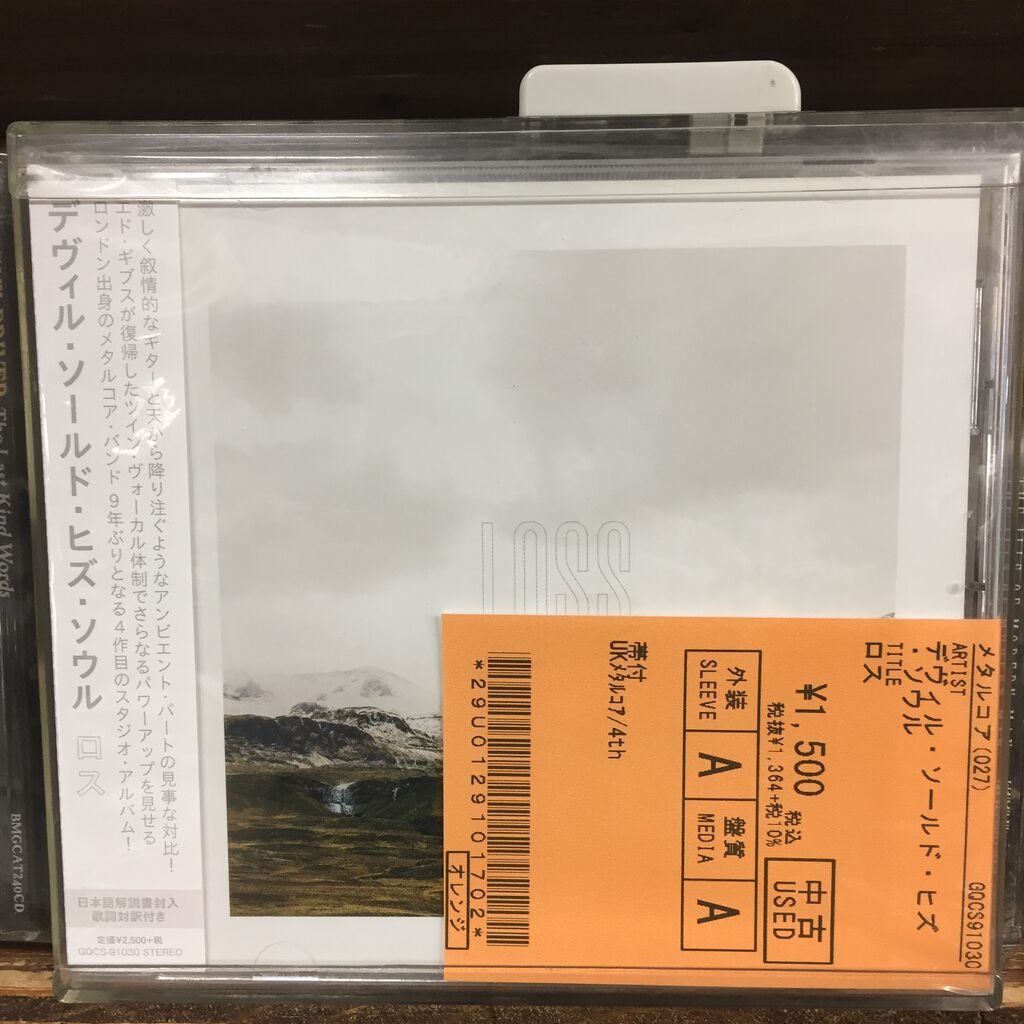 デヴィル・ソールド・ヒズ・ソウル ロス
激しく叙情的なギターと天から降り注ぐようなアンビエント・パートの見事な対比!
エド・ギブスが復帰したツイン・ヴォーカル体制でさらなるパワーアップを見せる
ロンドン出身のメタルコア・バンド 9年ぶりとなる4作目のスタジオ・アルバム!
日本語解説書封入
歌詞対訳付き
定価¥2,500+税
GQCS-91030 STEREO
LOSS
メタルコア(027) GQCS91030
ARTIST
デヴィル・ソールド・ヒズ
・ソウル
TITLE
ロス
¥1,500 税込
税抜¥1,364+税10%
中古
USED
外装
SLEEVE
A
盤質
MEDIA
A
帯付
UKメタルコア/4th
*29U0129101702*
オレンジ
The Last Kind Words
BMGCAT240CD